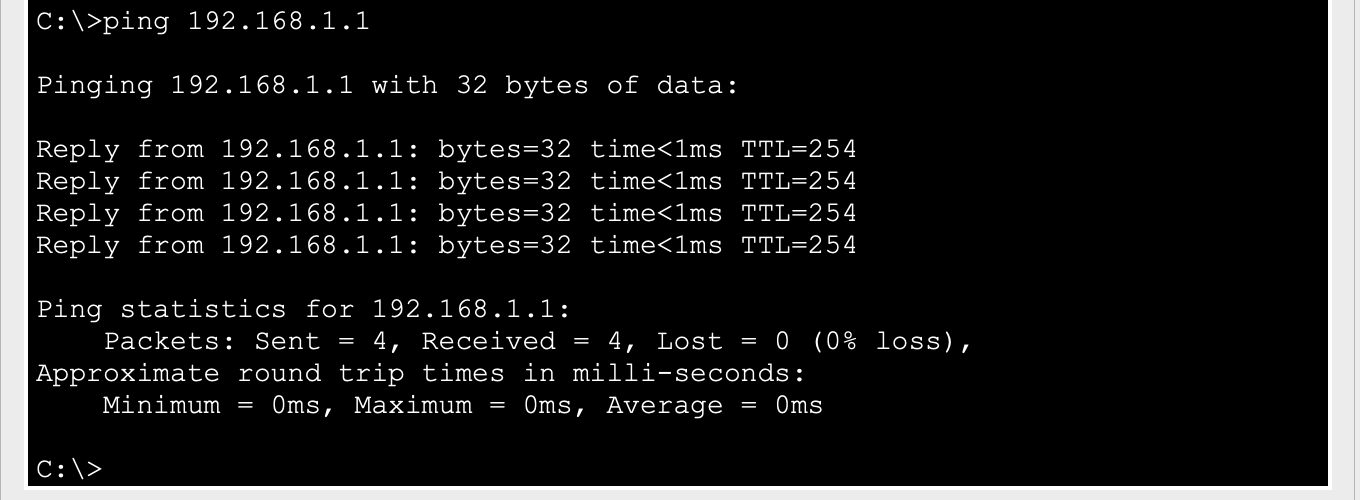 C:\>ping 192.168.1.1
Pinging 192.168.1.1 with 32 bytes of data:
Reply from 192.168.1.1: bytes=32 time<1ms TTL=254
Reply from 192.168.1.1: bytes=32 time<1ms TTL=254
Reply from 192.168.1.1: bytes=32 time<1ms TTL=254
Reply from 192.168.1.1: bytes=32 time<1ms TTL=254
Ping statistics for 192.168.1.1:
    Packets: Sent = 4, Received = 4, Lost = 0 (0% loss),
Approximate round trip times in milli-seconds:
    Minimum = 0ms, Maximum = 0ms, Average = 0ms
C:\>